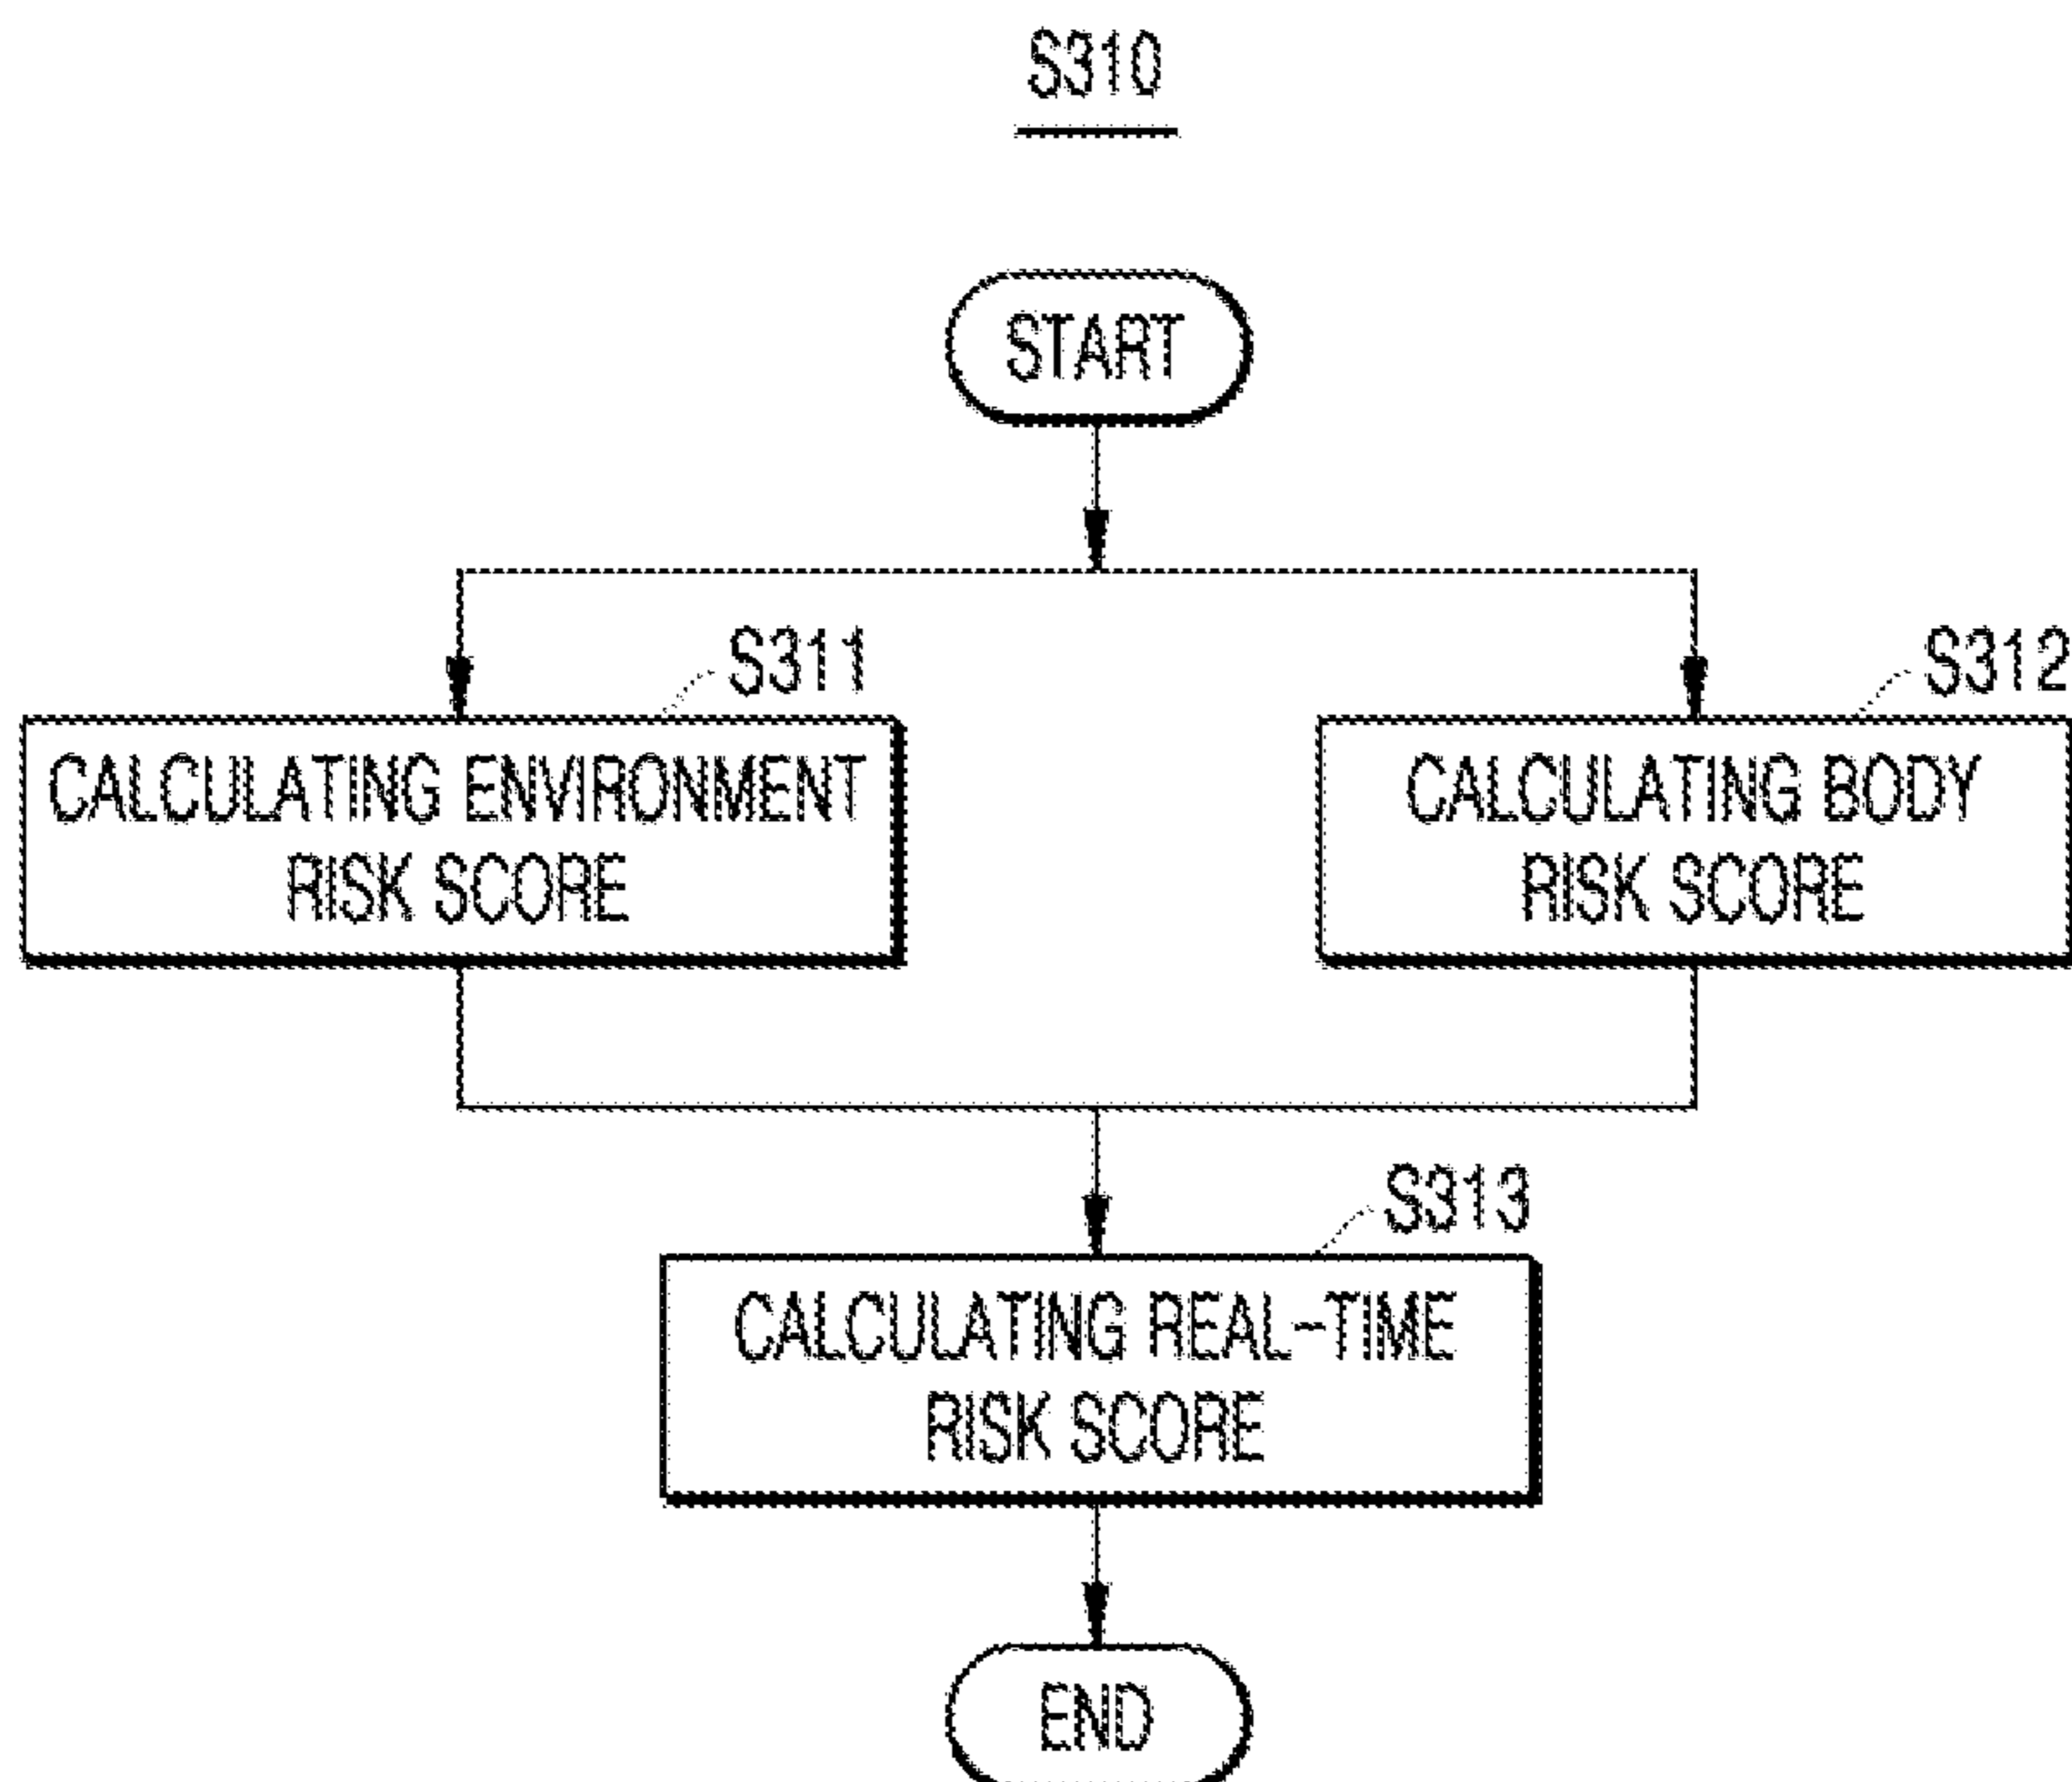 S310
START
S311
S312
CALCULATING ENVIRONMENT
RISK SCORE
CALCULATING BODY
RISK SCORE
S313
CALCULATING REAL-TIME
RISK SCORE
END